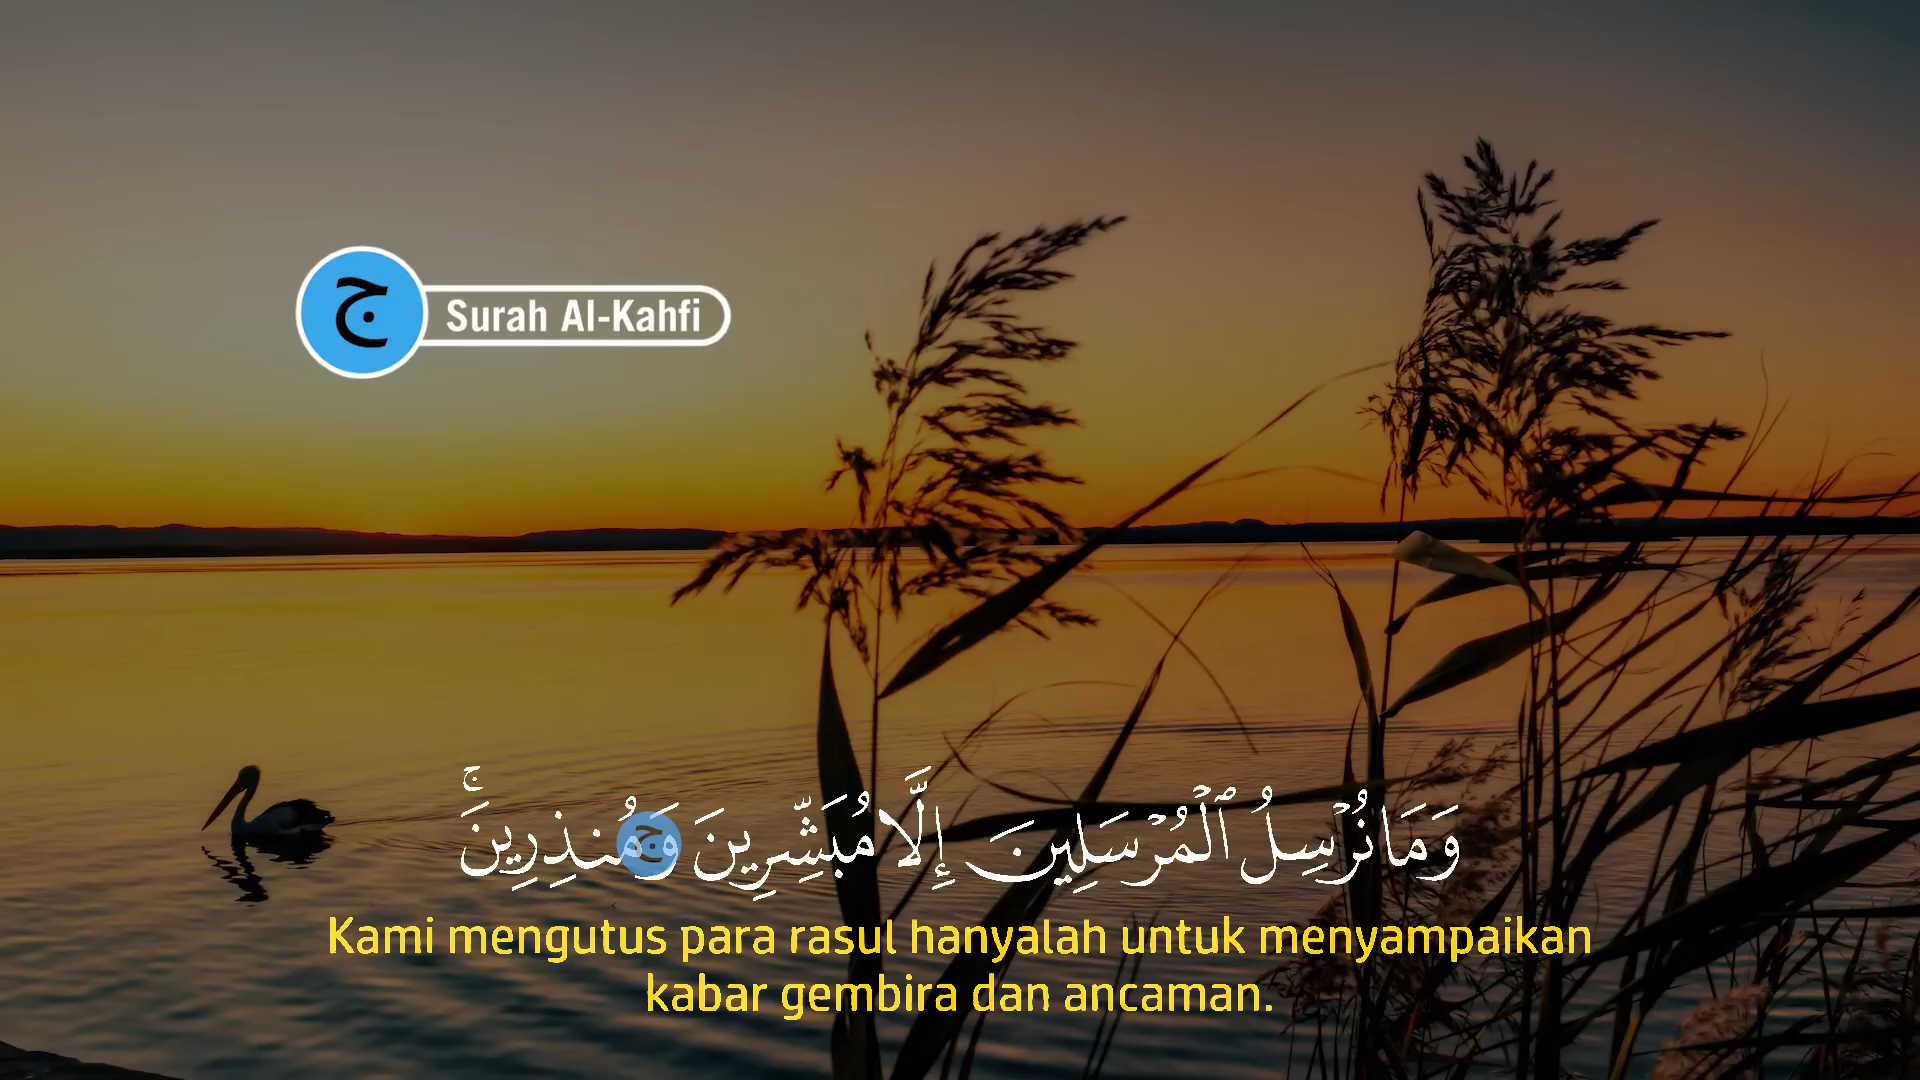 ج
Surah Al-Kahfi
وَمَا نُرْسِلُ ٱلْمُرْسَلِينَ إِلَّا مُبَشِّرِينَ وَمُنذِرِينَ ۚ
ج
Kami mengutus para rasul hanyalah untuk menyampaikan
kabar gembira dan ancaman.